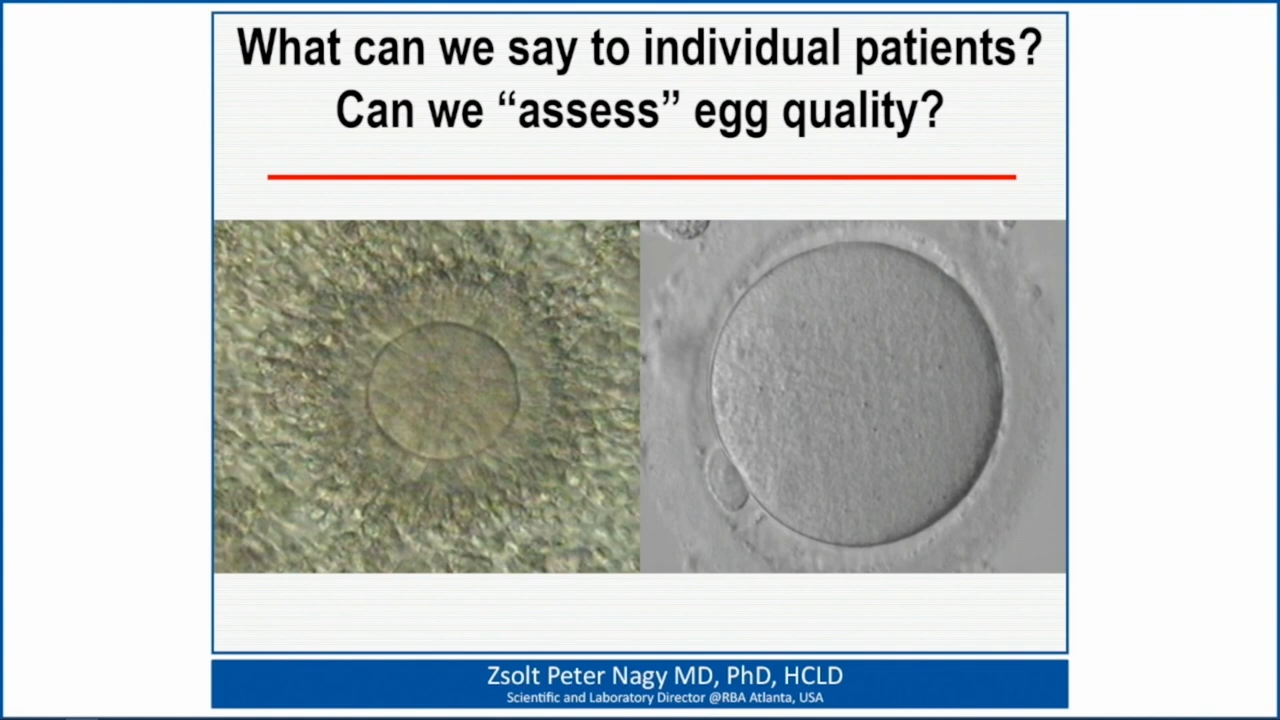 What can we say to individual patients?
Can we “assess” egg quality?
Zsolt Peter Nagy MD, PhD, HCLD
Scientific and Laboratory Director @RBA Atlanta, USA